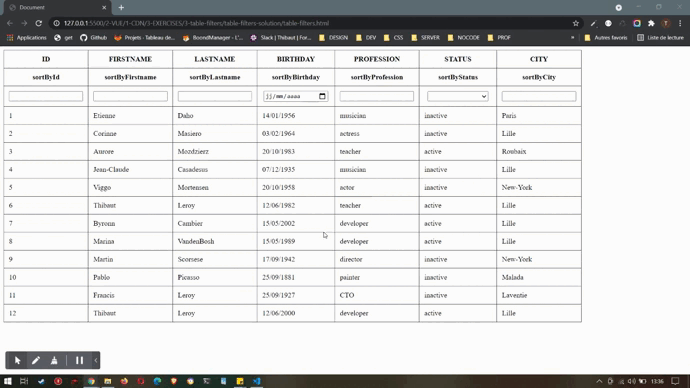 Document
127.0.0.1:5500/2-VUE/1-CDN/3-EXERCISES/3-table-filters/table-filters-solution/table-filters.html
Applications get Github Projets - Tableau de... BoondManager - L'... Slack | Thibaut | For... DESIGN DEV CSS SERVER NOCODE PROF » Autres favoris Liste de lecture
ID FIRSTNAME LASTNAME BIRTHDAY PROFESSION STATUS CITY
sortById sortByFirstname sortByLastname sortByBirthday sortByProfession sortByStatus sortByCity
jj/mm/aaaa
1 Etienne Daho 14/01/1956 musician inactive Paris
2 Corinne Masiero 03/02/1964 actress inactive Lille
3 Aurore Mozdzierz 20/10/1983 teacher active Roubaix
4 Jean-Claude Casadesus 07/12/1935 musician inactive Lille
5 Viggo Mortensen 20/10/1958 actor inactive New-York
6 Thibaut Leroy 12/06/1982 teacher active Lille
7 Byronn Cambier 15/05/2002 developer active Lille
8 Marina VandenBosh 15/05/1989 developer active Lille
9 Martin Scorsese 17/09/1942 director inactive New-York
10 Pablo Picasso 25/09/1881 painter inactive Malada
11 Francis Leroy 25/09/1927 CTO inactive Laventie
12 Thibaut Leroy 12/06/2000 developer active Lille
13:36